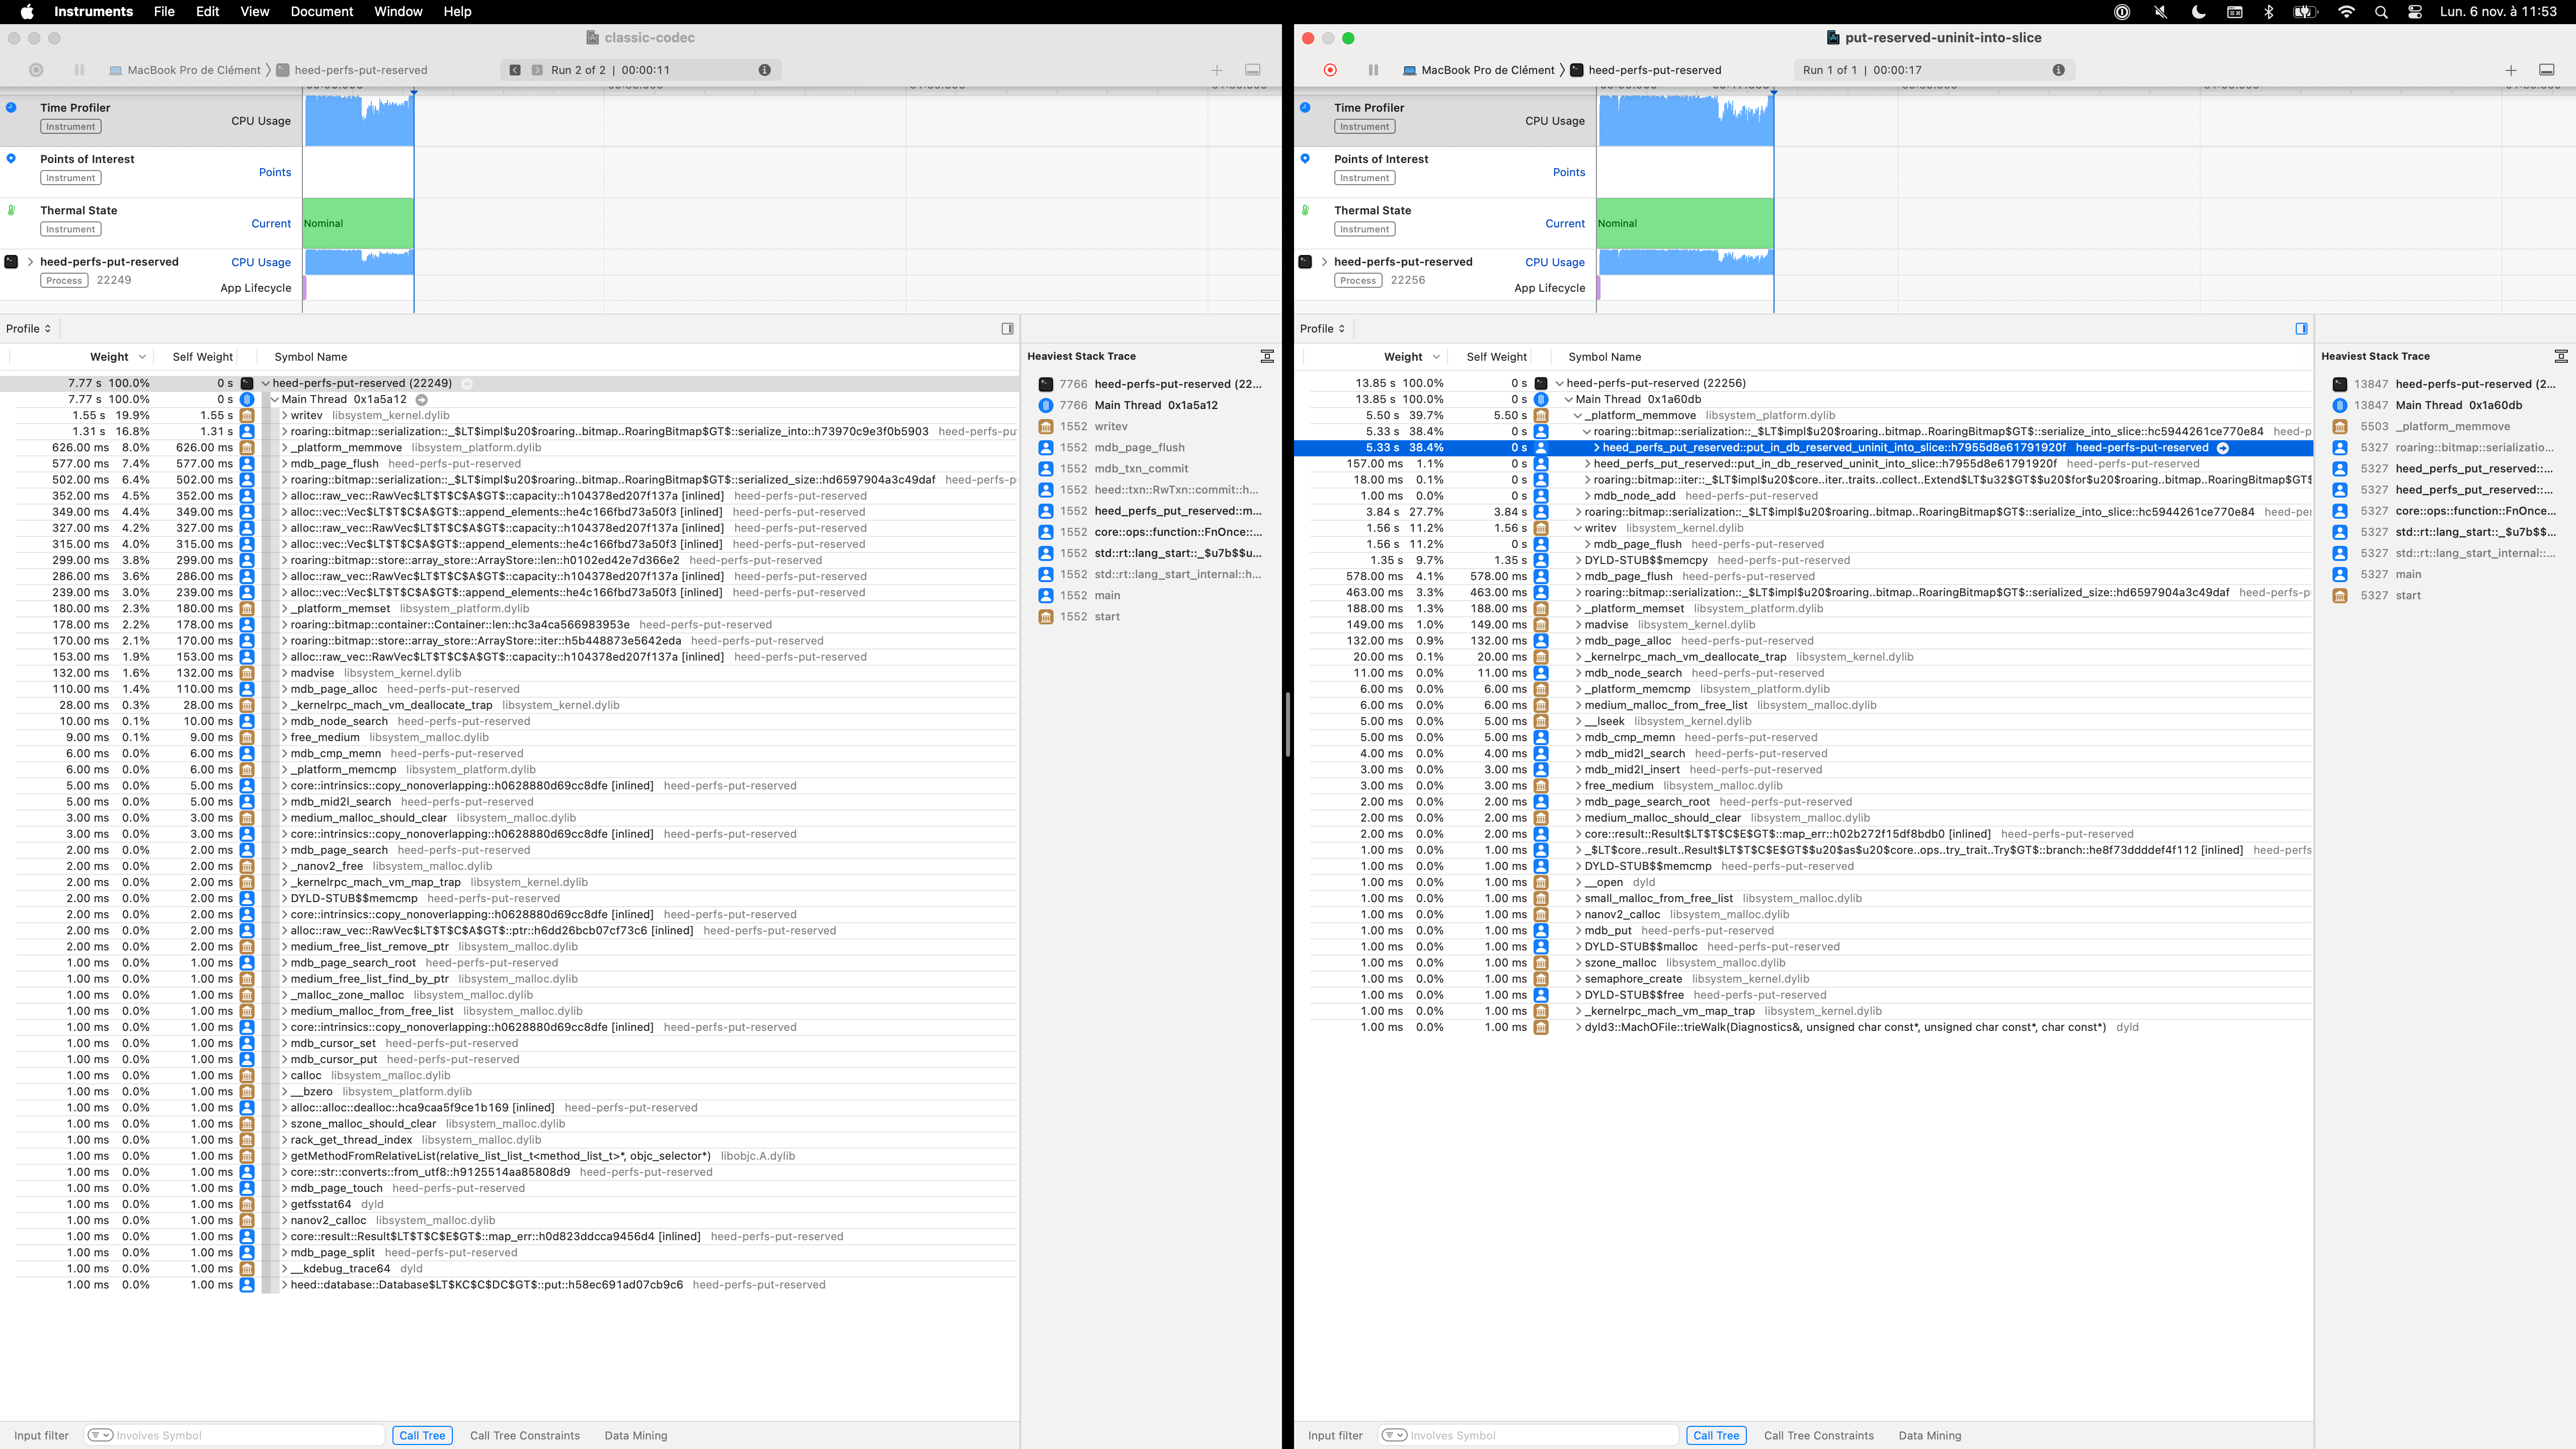 Instruments File Edit View Document Window Help
Lun. 6 nov. à 11:53
classic-codec
MacBook Pro de Clément 〉 heed-perfs-put-reserved
Run 2 of 2 | 00:00:11
Time Profiler
Instrument
CPU Usage
Points of Interest
Instrument
Points
Thermal State
Instrument
Current
Nominal
heed-perfs-put-reserved
CPU Usage
Process 22249
App Lifecycle
Profile
Weight Self Weight Symbol Name
7.77 s 100.0% 0 s heed-perfs-put-reserved (22249)
7.77 s 100.0% 0 s Main Thread 0x1a5a12
1.55 s 19.9% 1.55 s writev libsystem_kernel.dylib
1.31 s 16.8% 1.31 s roaring::bitmap::serialization::_$LT$impl$u20$roaring..bitmap..RoaringBitmap$GT$::serialize_into::h73970c9e3f0b5903 heed-perfs-pu
626.00 ms 8.0% 626.00 ms _platform_memmove libsystem_platform.dylib
577.00 ms 7.4% 577.00 ms mdb_page_flush heed-perfs-put-reserved
502.00 ms 6.4% 502.00 ms roaring::bitmap::serialization::_$LT$impl$u20$roaring..bitmap..RoaringBitmap$GT$::serialized_size::hd6597904a3c49daf heed-perfs-p
352.00 ms 4.5% 352.00 ms alloc::raw_vec::RawVec$LT$T$C$A$GT$::capacity::h104378ed207f137a [inlined] heed-perfs-put-reserved
349.00 ms 4.4% 349.00 ms alloc::vec::Vec$LT$T$C$A$GT$::append_elements::he4c166fbd73a50f3 [inlined] heed-perfs-put-reserved
327.00 ms 4.2% 327.00 ms alloc::raw_vec::RawVec$LT$T$C$A$GT$::capacity::h104378ed207f137a [inlined] heed-perfs-put-reserved
315.00 ms 4.0% 315.00 ms alloc::vec::Vec$LT$T$C$A$GT$::append_elements::he4c166fbd73a50f3 [inlined] heed-perfs-put-reserved
299.00 ms 3.8% 299.00 ms roaring::bitmap::store::array_store::ArrayStore::len::h0102ed42e7d366e2 heed-perfs-put-reserved
286.00 ms 3.6% 286.00 ms alloc::raw_vec::RawVec$LT$T$C$A$GT$::capacity::h104378ed207f137a [inlined] heed-perfs-put-reserved
239.00 ms 3.0% 239.00 ms alloc::vec::Vec$LT$T$C$A$GT$::append_elements::he4c166fbd73a50f3 [inlined] heed-perfs-put-reserved
180.00 ms 2.3% 180.00 ms _platform_memset libsystem_platform.dylib
178.00 ms 2.2% 178.00 ms roaring::bitmap::container::Container::len::hc3a4ca566983953e heed-perfs-put-reserved
170.00 ms 2.1% 170.00 ms roaring::bitmap::store::array_store::ArrayStore::iter::h5b448873e5642eda heed-perfs-put-reserved
153.00 ms 1.9% 153.00 ms alloc::raw_vec::RawVec$LT$T$C$A$GT$::capacity::h104378ed207f137a [inlined] heed-perfs-put-reserved
132.00 ms 1.6% 132.00 ms madvise libsystem_kernel.dylib
110.00 ms 1.4% 110.00 ms mdb_page_alloc heed-perfs-put-reserved
28.00 ms 0.3% 28.00 ms _kernelrpc_mach_vm_deallocate_trap libsystem_kernel.dylib
10.00 ms 0.1% 10.00 ms mdb_node_search heed-perfs-put-reserved
9.00 ms 0.1% 9.00 ms free_medium libsystem_malloc.dylib
6.00 ms 0.0% 6.00 ms mdb_cmp_memn heed-perfs-put-reserved
6.00 ms 0.0% 6.00 ms _platform_memcmp libsystem_platform.dylib
5.00 ms 0.0% 5.00 ms core::intrinsics::copy_nonoverlapping::h0628880d69cc8dfe [inlined] heed-perfs-put-reserved
5.00 ms 0.0% 5.00 ms mdb_mid2l_search heed-perfs-put-reserved
3.00 ms 0.0% 3.00 ms medium_malloc_should_clear libsystem_malloc.dylib
3.00 ms 0.0% 3.00 ms core::intrinsics::copy_nonoverlapping::h0628880d69cc8dfe [inlined] heed-perfs-put-reserved
2.00 ms 0.0% 2.00 ms mdb_page_search heed-perfs-put-reserved
2.00 ms 0.0% 2.00 ms _nanov2_free libsystem_malloc.dylib
2.00 ms 0.0% 2.00 ms _kernelrpc_mach_vm_map_trap libsystem_kernel.dylib
2.00 ms 0.0% 2.00 ms DYLD-STUB$$memcmp heed-perfs-put-reserved
2.00 ms 0.0% 2.00 ms core::intrinsics::copy_nonoverlapping::h0628880d69cc8dfe [inlined] heed-perfs-put-reserved
2.00 ms 0.0% 2.00 ms alloc::raw_vec::RawVec$LT$T$C$A$GT$::ptr::h6dd26bcb07cf73c6 [inlined] heed-perfs-put-reserved
2.00 ms 0.0% 2.00 ms medium_free_list_remove_ptr libsystem_malloc.dylib
1.00 ms 0.0% 1.00 ms mdb_page_search_root heed-perfs-put-reserved
1.00 ms 0.0% 1.00 ms medium_free_list_find_by_ptr libsystem_malloc.dylib
1.00 ms 0.0% 1.00 ms _malloc_zone_malloc libsystem_malloc.dylib
1.00 ms 0.0% 1.00 ms medium_malloc_from_free_list libsystem_malloc.dylib
1.00 ms 0.0% 1.00 ms core::intrinsics::copy_nonoverlapping::h0628880d69cc8dfe [inlined] heed-perfs-put-reserved
1.00 ms 0.0% 1.00 ms mdb_cursor_set heed-perfs-put-reserved
1.00 ms 0.0% 1.00 ms mdb_cursor_put heed-perfs-put-reserved
1.00 ms 0.0% 1.00 ms calloc libsystem_malloc.dylib
1.00 ms 0.0% 1.00 ms __bzero libsystem_platform.dylib
1.00 ms 0.0% 1.00 ms alloc::alloc::dealloc::hca9caa5f9ce1b169 [inlined] heed-perfs-put-reserved
1.00 ms 0.0% 1.00 ms szone_malloc_should_clear libsystem_malloc.dylib
1.00 ms 0.0% 1.00 ms rack_get_thread_index libsystem_malloc.dylib
1.00 ms 0.0% 1.00 ms getMethodFromRelativeList(relative_list_list_t<method_list_t>*, objc_selector*) libobjc.A.dylib
1.00 ms 0.0% 1.00 ms core::str::converts::from_utf8::h9125514aa85808d9 heed-perfs-put-reserved
1.00 ms 0.0% 1.00 ms mdb_page_touch heed-perfs-put-reserved
1.00 ms 0.0% 1.00 ms getfsstat64 dyld
1.00 ms 0.0% 1.00 ms nanov2_calloc libsystem_malloc.dylib
1.00 ms 0.0% 1.00 ms core::result::Result$LT$T$C$E$GT$::map_err::h0d823ddcca9456d4 [inlined] heed-perfs-put-reserved
1.00 ms 0.0% 1.00 ms mdb_page_split heed-perfs-put-reserved
1.00 ms 0.0% 1.00 ms __kdebug_trace64 dyld
1.00 ms 0.0% 1.00 ms heed::database::Database$LT$KC$C$DC$GT$::put::h58ec691ad07cb9c6 heed-perfs-put-reserved
Heaviest Stack Trace
7766 heed-perfs-put-reserved (22...
7766 Main Thread 0x1a5a12
1552 writev
1552 mdb_page_flush
1552 mdb_txn_commit
1552 heed::txn::RwTxn::commit::h...
1552 heed_perfs_put_reserved::m...
1552 core::ops::function::FnOnce::...
1552 std::rt::lang_start::_$u7b$$u...
1552 std::rt::lang_start_internal::h...
1552 main
1552 start
Input filter Involves Symbol Call Tree Call Tree Constraints Data Mining
put-reserved-uninit-into-slice
MacBook Pro de Clément 〉 heed-perfs-put-reserved
Run 1 of 1 | 00:00:17
Time Profiler
Instrument
CPU Usage
Points of Interest
Instrument
Points
Thermal State
Instrument
Current
Nominal
heed-perfs-put-reserved
CPU Usage
Process 22256
App Lifecycle
Profile
Weight Self Weight Symbol Name
13.85 s 100.0% 0 s heed-perfs-put-reserved (22256)
13.85 s 100.0% 0 s Main Thread 0x1a60db
5.50 s 39.7% 5.50 s _platform_memmove libsystem_platform.dylib
5.33 s 38.4% 0 s roaring::bitmap::serialization::_$LT$impl$u20$roaring..bitmap..RoaringBitmap$GT$::serialize_into_slice::hc5944261ce770e84 heed-p
5.33 s 38.4% 0 s heed_perfs_put_reserved::put_in_db_reserved_uninit_into_slice::h7955d8e61791920f heed-perfs-put-reserved
157.00 ms 1.1% 0 s heed_perfs_put_reserved::put_in_db_reserved_uninit_into_slice::h7955d8e61791920f heed-perfs-put-reserved
18.00 ms 0.1% 0 s roaring::bitmap::iter::_$LT$impl$u20$core..iter..traits..collect..Extend$LT$u32$GT$$u20$for$u20$roaring..bitmap..RoaringBitmap$GT$
1.00 ms 0.0% 0 s mdb_node_add heed-perfs-put-reserved
3.84 s 27.7% 3.84 s roaring::bitmap::serialization::_$LT$impl$u20$roaring..bitmap..RoaringBitmap$GT$::serialize_into_slice::hc5944261ce770e84 heed-per
1.56 s 11.2% 1.56 s writev libsystem_kernel.dylib
1.56 s 11.2% 0 s mdb_page_flush heed-perfs-put-reserved
1.35 s 9.7% 1.35 s DYLD-STUB$$memcpy heed-perfs-put-reserved
578.00 ms 4.1% 578.00 ms mdb_page_flush heed-perfs-put-reserved
463.00 ms 3.3% 463.00 ms roaring::bitmap::serialization::_$LT$impl$u20$roaring..bitmap..RoaringBitmap$GT$::serialized_size::hd6597904a3c49daf heed-perfs-p
188.00 ms 1.3% 188.00 ms _platform_memset libsystem_platform.dylib
149.00 ms 1.0% 149.00 ms madvise libsystem_kernel.dylib
132.00 ms 0.9% 132.00 ms mdb_page_alloc heed-perfs-put-reserved
20.00 ms 0.1% 20.00 ms _kernelrpc_mach_vm_deallocate_trap libsystem_kernel.dylib
11.00 ms 0.0% 11.00 ms mdb_node_search heed-perfs-put-reserved
6.00 ms 0.0% 6.00 ms _platform_memcmp libsystem_platform.dylib
6.00 ms 0.0% 6.00 ms medium_malloc_from_free_list libsystem_malloc.dylib
5.00 ms 0.0% 5.00 ms __lseek libsystem_kernel.dylib
5.00 ms 0.0% 5.00 ms mdb_cmp_memn heed-perfs-put-reserved
4.00 ms 0.0% 4.00 ms mdb_mid2l_search heed-perfs-put-reserved
3.00 ms 0.0% 3.00 ms mdb_mid2l_insert heed-perfs-put-reserved
3.00 ms 0.0% 3.00 ms free_medium libsystem_malloc.dylib
2.00 ms 0.0% 2.00 ms mdb_page_search_root heed-perfs-put-reserved
2.00 ms 0.0% 2.00 ms medium_malloc_should_clear libsystem_malloc.dylib
2.00 ms 0.0% 2.00 ms core::result::Result$LT$T$C$E$GT$::map_err::h02b272f15df8bdb0 [inlined] heed-perfs-put-reserved
1.00 ms 0.0% 1.00 ms _$LT$core..result..Result$LT$T$C$E$GT$$u20$as$u20$core..ops..try_trait..Try$GT$::branch::he8f73ddddef4f112 [inlined] heed-perfs
1.00 ms 0.0% 1.00 ms DYLD-STUB$$memcmp heed-perfs-put-reserved
1.00 ms 0.0% 1.00 ms __open dyld
1.00 ms 0.0% 1.00 ms small_malloc_from_free_list libsystem_malloc.dylib
1.00 ms 0.0% 1.00 ms nanov2_calloc libsystem_malloc.dylib
1.00 ms 0.0% 1.00 ms mdb_put heed-perfs-put-reserved
1.00 ms 0.0% 1.00 ms DYLD-STUB$$malloc heed-perfs-put-reserved
1.00 ms 0.0% 1.00 ms szone_malloc libsystem_malloc.dylib
1.00 ms 0.0% 1.00 ms semaphore_create libsystem_kernel.dylib
1.00 ms 0.0% 1.00 ms DYLD-STUB$$free heed-perfs-put-reserved
1.00 ms 0.0% 1.00 ms _kernelrpc_mach_vm_map_trap libsystem_kernel.dylib
1.00 ms 0.0% 1.00 ms dyld3::MachOFile::trieWalk(Diagnostics&, unsigned char const*, unsigned char const*, char const*) dyld
Heaviest Stack Trace
13847 heed-perfs-put-reserved (2...
13847 Main Thread 0x1a60db
5503 _platform_memmove
5327 roaring::bitmap::serializatio...
5327 heed_perfs_put_reserved::...
5327 heed_perfs_put_reserved::...
5327 core::ops::function::FnOnce...
5327 std::rt::lang_start::_$u7b$$...
5327 std::rt::lang_start_internal::...
5327 main
5327 start
Input filter Involves Symbol Call Tree Call Tree Constraints Data Mining